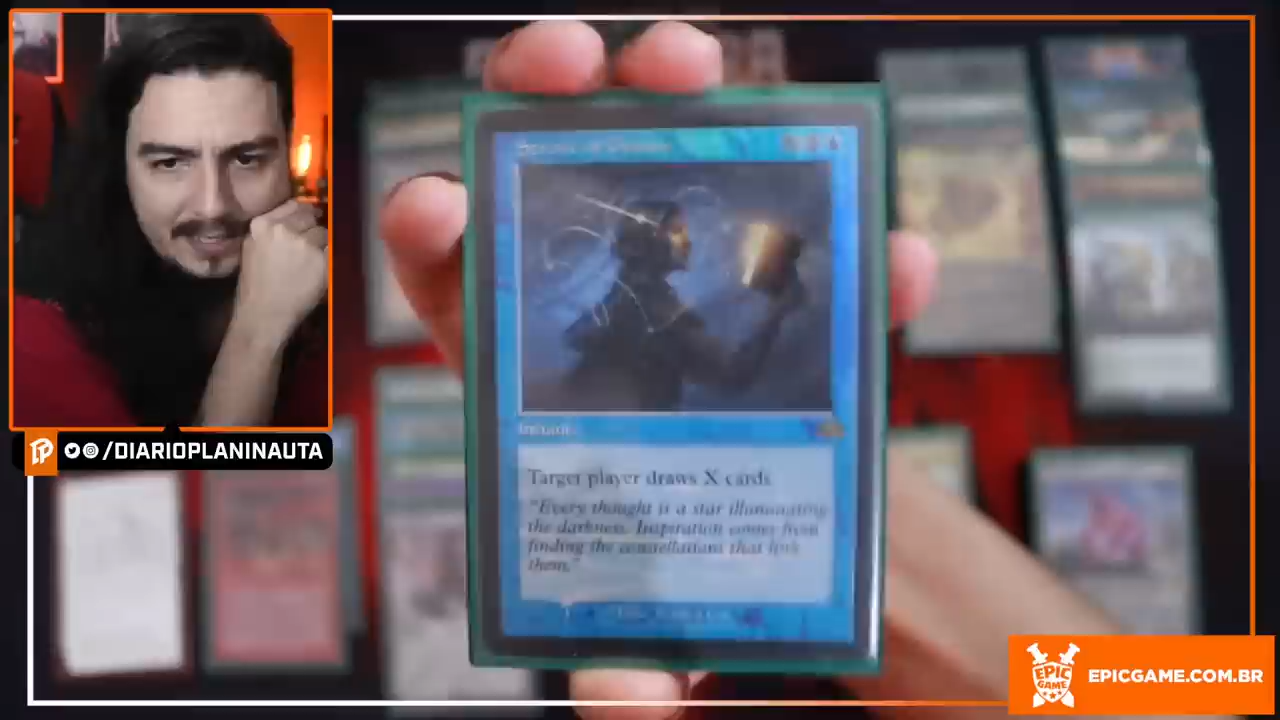 Target player draws X cards
"Every thought is a star illuminating
the darkness. Inspiration comes from
finding the constellations that link
them."
/DIARIOPLANINAUTA
EPIC
GAME
EPICGAME.COM.BR